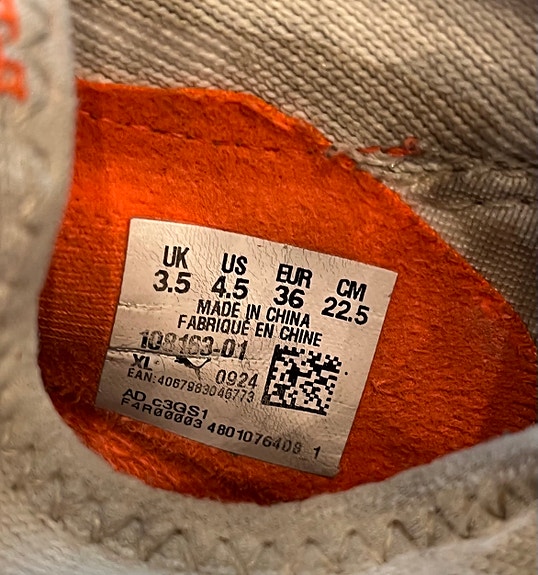 UK US EUR CM
3.5 4.5 36 22.5
MADE IN CHINA
FABRIQUÉ EN CHINE
108163-01
XL 0924
EAN:4067983046773
AD c3GS1
F4R00003 4801076408 1